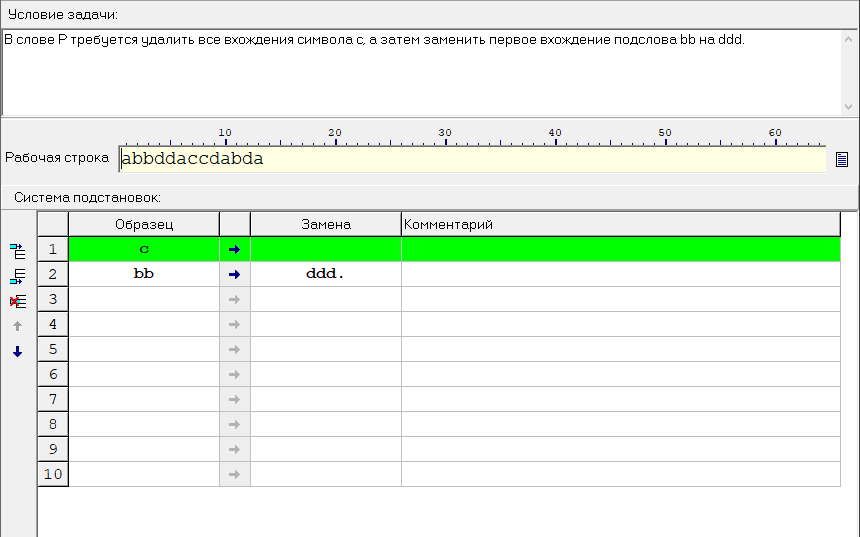 Условие задачи:
В слове P требуется удалить все вхождения символа c, а затем заменить первое вхождение подслова bb на ddd.
10 20 30 40 50 60
Рабочая строка abbddaccdabda
Система подстановок:
Образец Замена Комментарий
1 c
2 bb ddd.
3
4
5
6
7
8
9
10